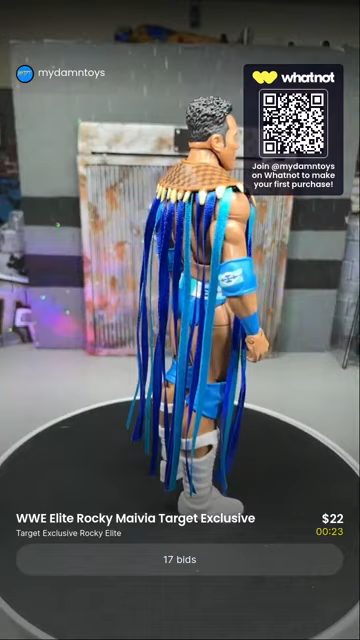 mydamntoys
whatnot
Join @mydamntoys
on Whatnot to make
your first purchase!
WWE Elite Rocky Maivia Target Exclusive
$22
Target Exclusive Rocky Elite
00:23
17 bids